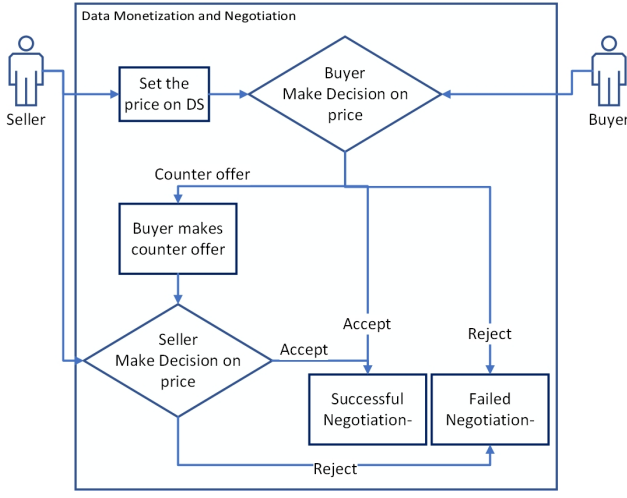 Data Monetization and Negotiation
Seller
Set the
price on DS
Buyer
Make Decision on
price
Buyer
Counter offer
Buyer makes
counter offer
Seller
Make Decision on
price
Accept
Accept
Reject
Successful
Negotiation-
Failed
Negotiation-
Reject